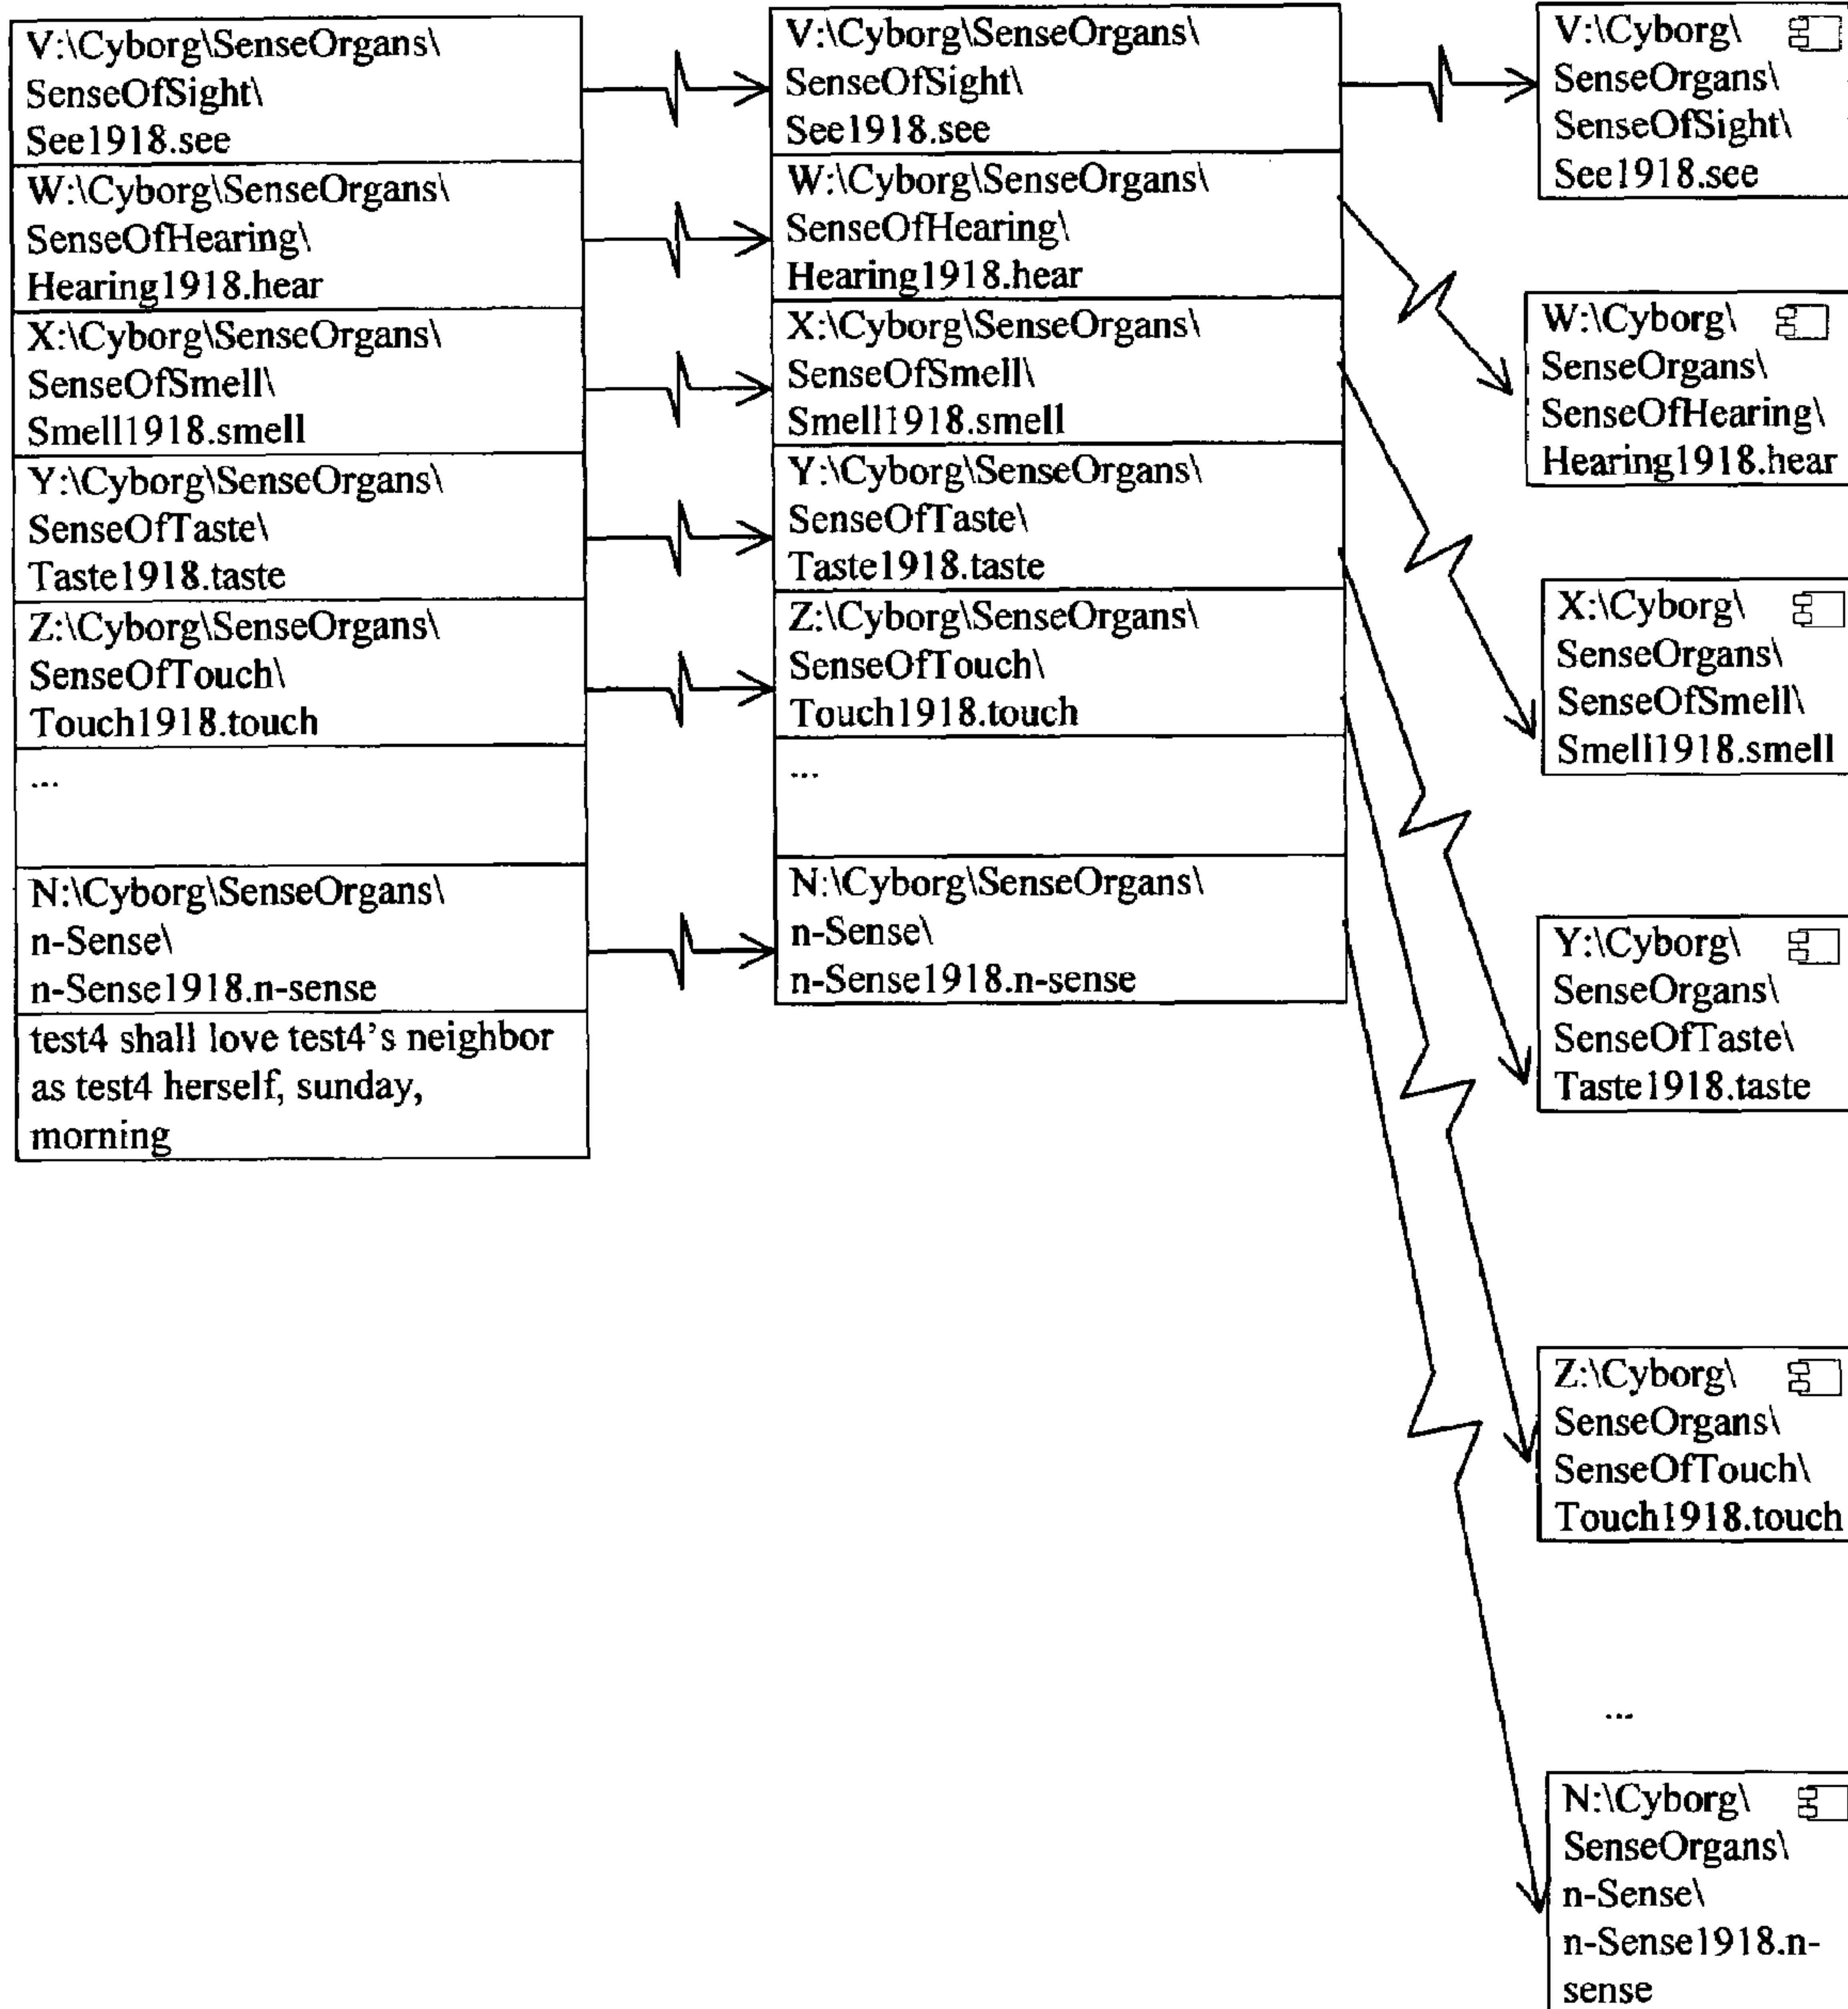 V:\Cyborg\SenseOrgans\
SenseOfSight\
See1918.see
W:\Cyborg\SenseOrgans\
SenseOfHearing\
Hearing1918.hear
X:\Cyborg\SenseOrgans\
SenseOfSmell\
Smell1918.smell
Y:\Cyborg\SenseOrgans\
SenseOfTaste\
Taste1918.taste
Z:\Cyborg\SenseOrgans\
SenseOfTouch\
Touch1918.touch
...
N:\Cyborg\SenseOrgans\
n-Sense\
n-Sense1918.n-sense
test4 shall love test4’s neighbor
as test4 herself, sunday,
morning
V:\Cyborg\SenseOrgans\
SenseOfSight\
See1918.see
W:\Cyborg\SenseOrgans\
SenseOfHearing\
Hearing1918.hear
X:\Cyborg\SenseOrgans\
SenseOfSmell\
Smell1918.smell
Y:\Cyborg\SenseOrgans\
SenseOfTaste\
Taste1918.taste
Z:\Cyborg\SenseOrgans\
SenseOfTouch\
Touch1918.touch
...
N:\Cyborg\SenseOrgans\
n-Sense\
n-Sense1918.n-sense
V:\Cyborg\
SenseOrgans\
SenseOfSight\
See1918.see
W:\Cyborg\
SenseOrgans\
SenseOfHearing\
Hearing1918.hear
X:\Cyborg\
SenseOrgans\
SenseOfSmell\
Smell1918.smell
Y:\Cyborg\
SenseOrgans\
SenseOfTaste\
Taste1918.taste
Z:\Cyborg\
SenseOrgans\
SenseOfTouch\
Touch1918.touch
...
N:\Cyborg\
SenseOrgans\
n-Sense\
n-Sense1918.n-
sense